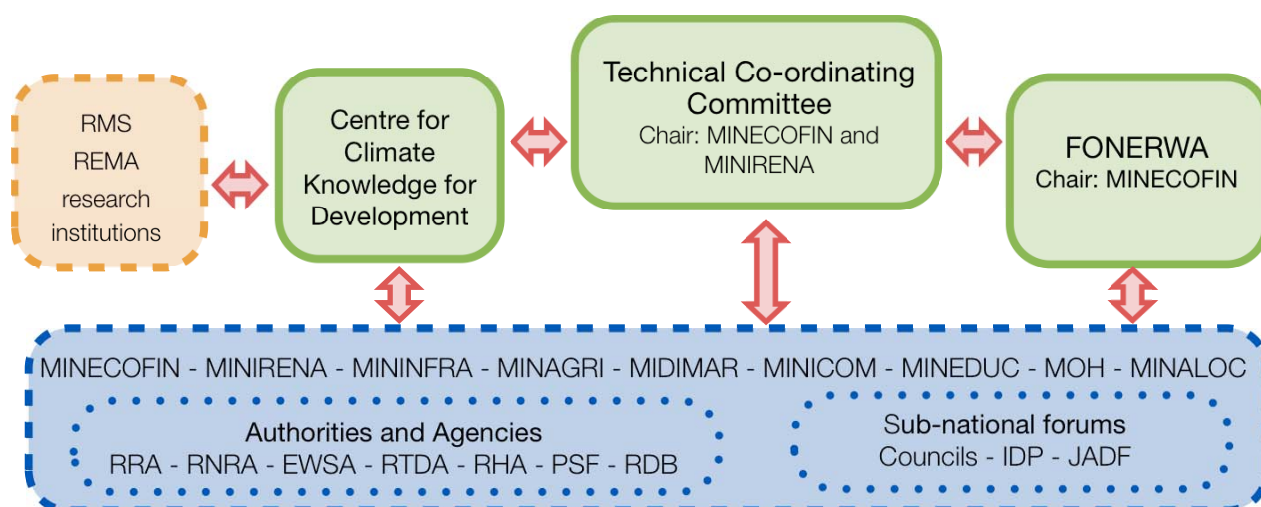 RMS
REMA
research
institutions
Centre for
Climate
Knowledge for
Development
Technical Co-ordinating
Committee
Chair: MINECOFIN and
MINIRENA
FONERWA
Chair: MINECOFIN
MINECOFIN - MINIRENA - MININFRA - MINAGRI - MIDIMAR - MINICOM - MINEDUC - MOH - MINALOC
Authorities and Agencies
RRA - RNRA - EWSA - RTDA - RHA - PSF - RDB
Sub-national forums
Councils - IDP - JADF